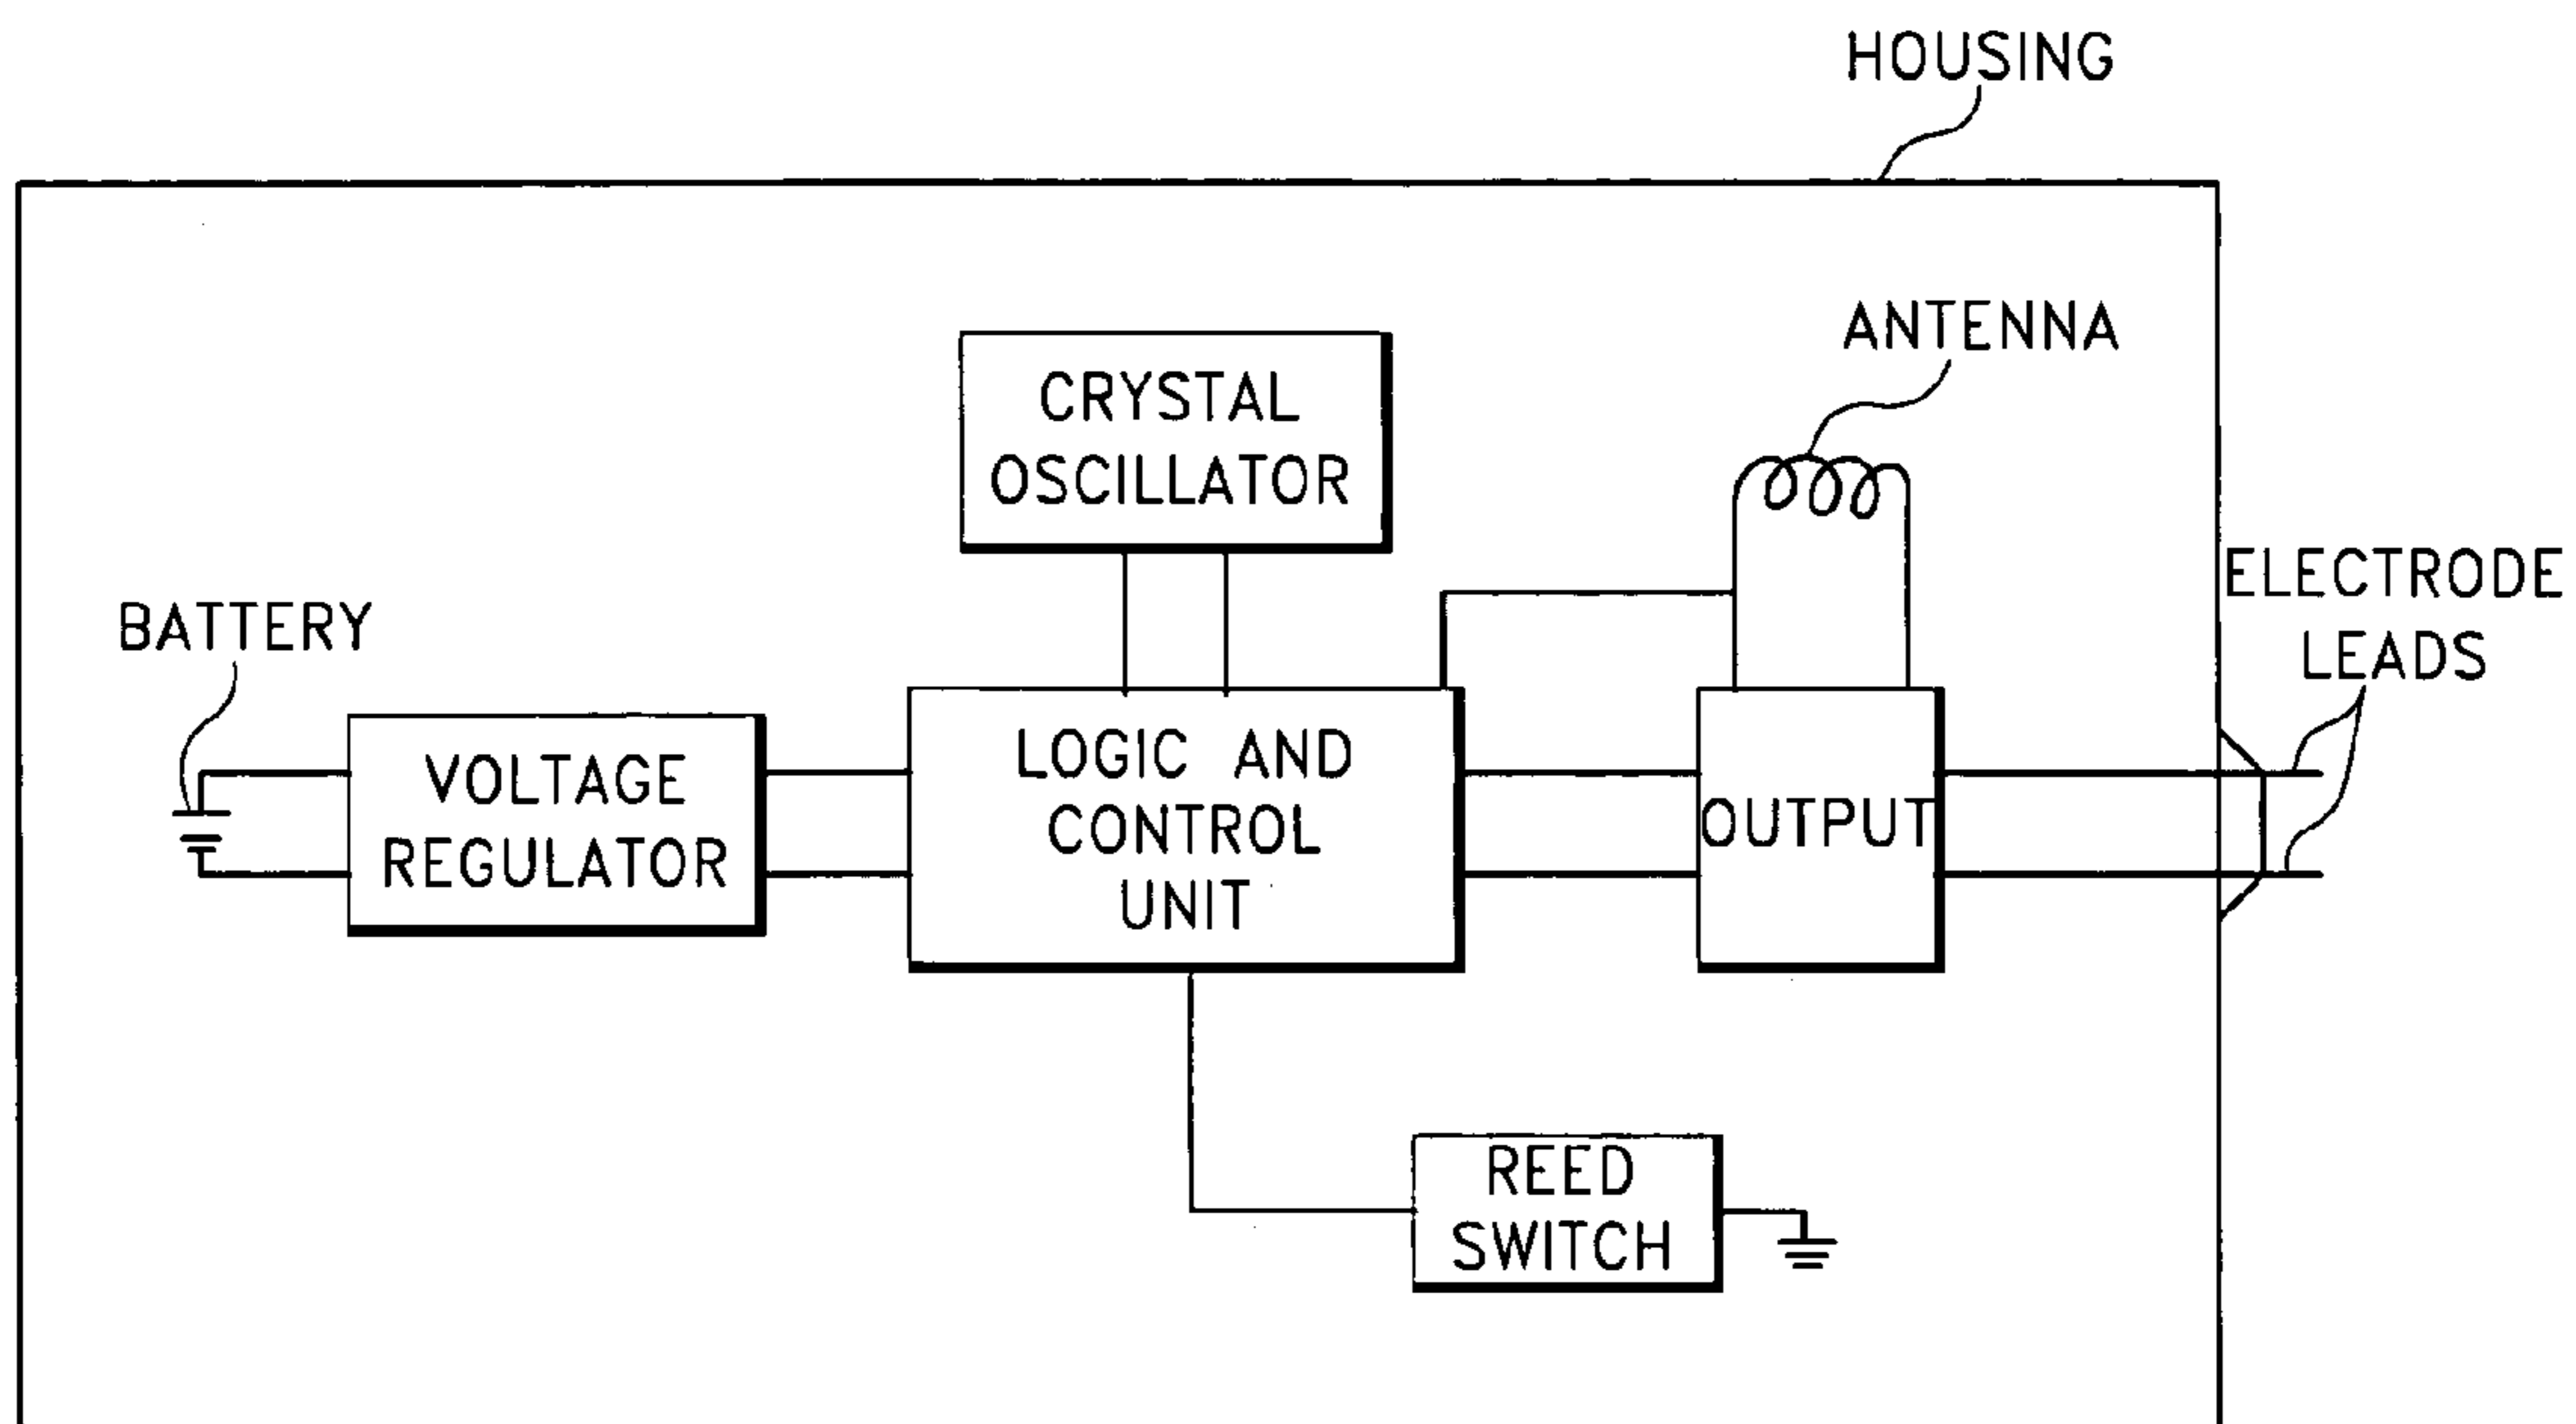 HOUSING
ANTENNA
CRYSTAL
OSCILLATOR
ELECTRODE
LEADS
BATTERY
VOLTAGE
REGULATOR
LOGIC AND
CONTROL
UNIT
OUTPUT
REED
SWITCH